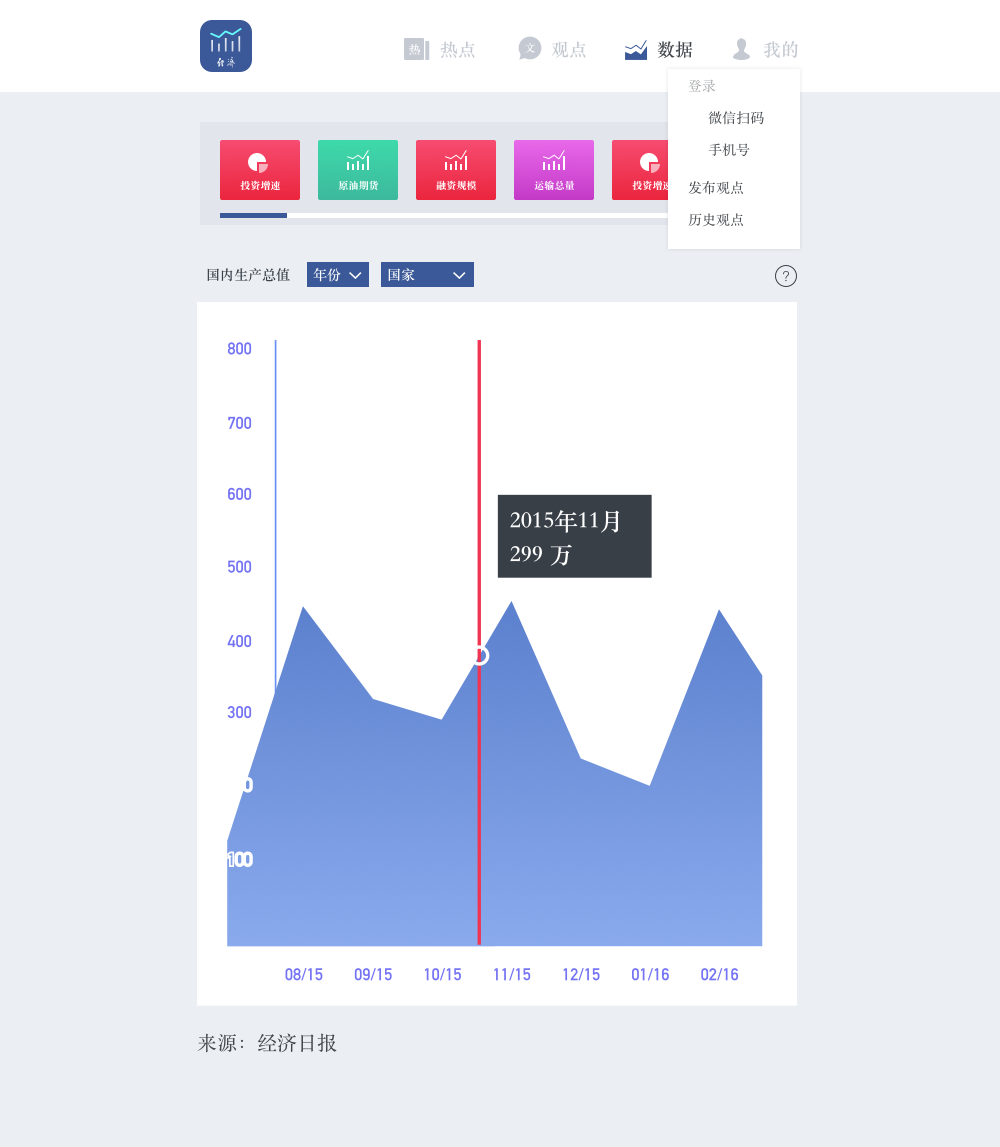 经济
热 热点
文 观点
数据
我的
登录
微信扫码
手机号
发布观点
历史观点
投资增速
原油期货
融资规模
运输总量
投资增速
国内生产总值
年份
国家
?
800
700
600
500
400
300
0
100
2015年11月
299 万
08/15 09/15 10/15 11/15 12/15 01/16 02/16
来源：经济日报